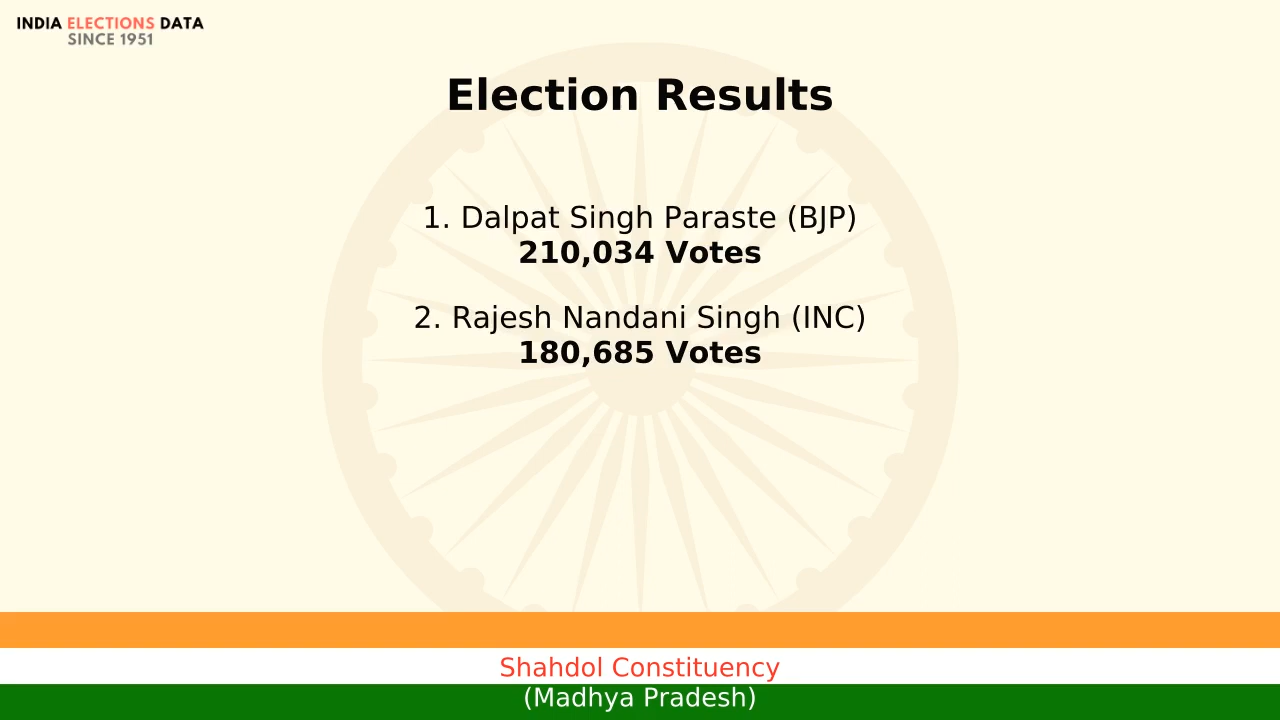 INDIA ELECTIONS DATA
SINCE 1951
Election Results
1. Dalpat Singh Paraste (BJP)
210,034 Votes
2. Rajesh Nandani Singh (INC)
180,685 Votes
Shahdol Constituency
(Madhya Pradesh)